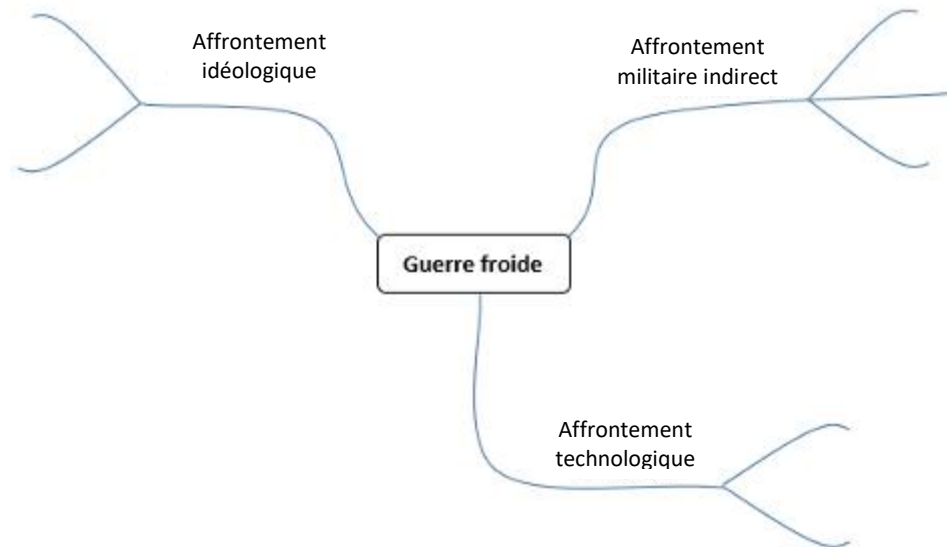 Affrontement
idéologique
Affrontement
militaire indirect
Guerre froide
Affrontement
technologique